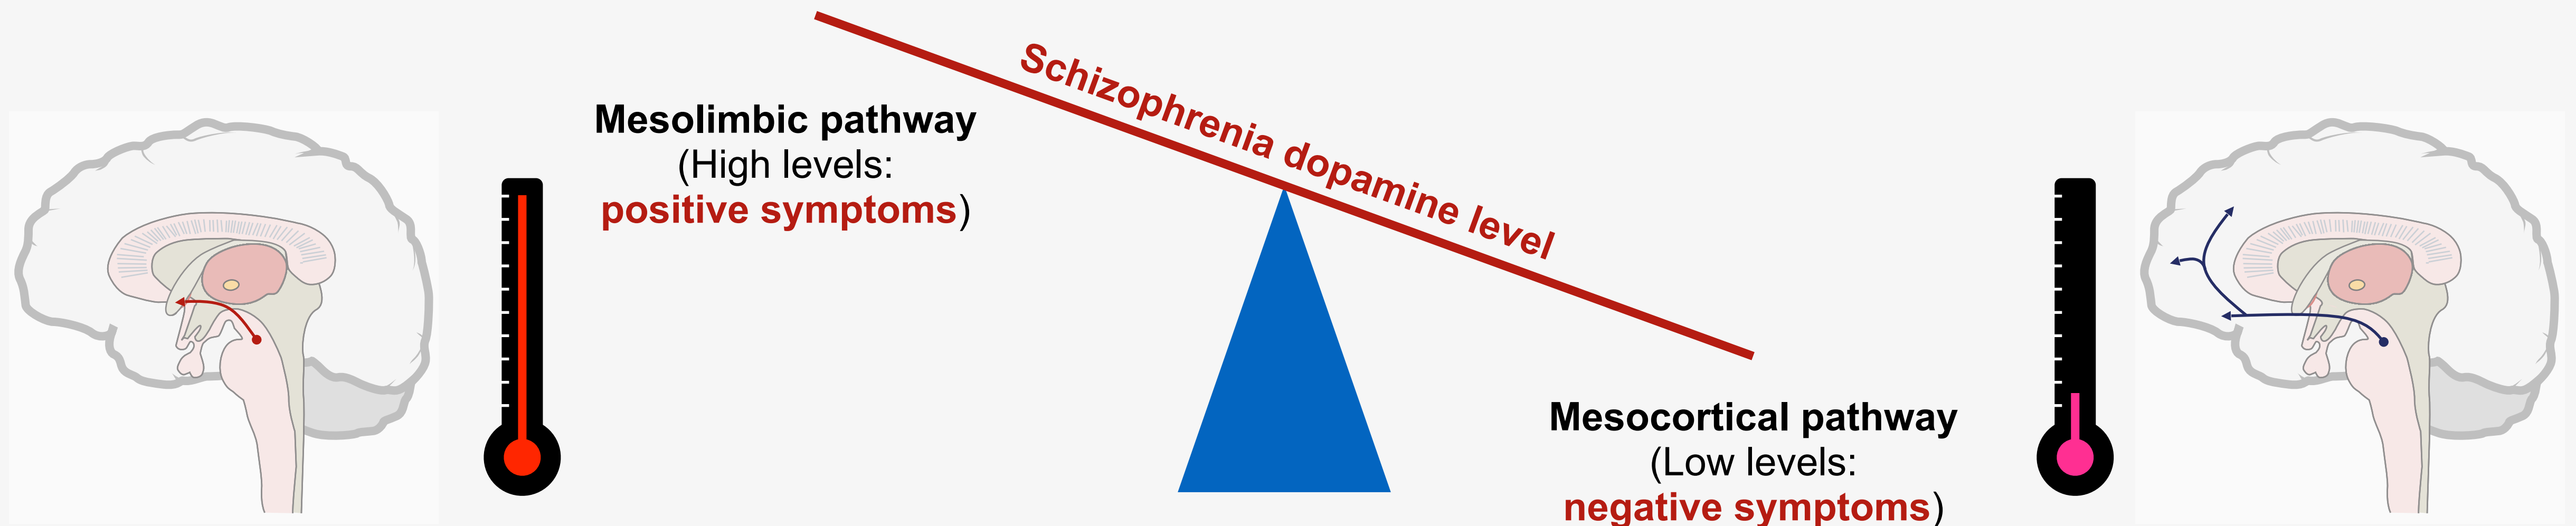 Schizophrenia dopamine level
Mesolimbic pathway
(High levels:
positive symptoms)
Mesocortical pathway
(Low levels:
negative symptoms)